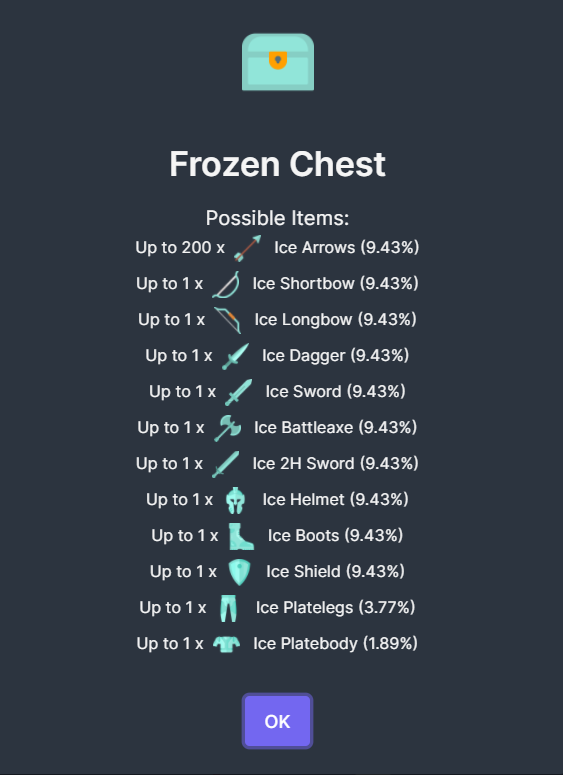 Frozen Chest
Possible Items:
Up to 200 x Ice Arrows (9.43%)
Up to 1 x Ice Shortbow (9.43%)
Up to 1 x Ice Longbow (9.43%)
Up to 1 x Ice Dagger (9.43%)
Up to 1 x Ice Sword (9.43%)
Up to 1 x Ice Battleaxe (9.43%)
Up to 1 x Ice 2H Sword (9.43%)
Up to 1 x Ice Helmet (9.43%)
Up to 1 x Ice Boots (9.43%)
Up to 1 x Ice Shield (9.43%)
Up to 1 x Ice Platelegs (3.77%)
Up to 1 x Ice Platebody (1.89%)
OK